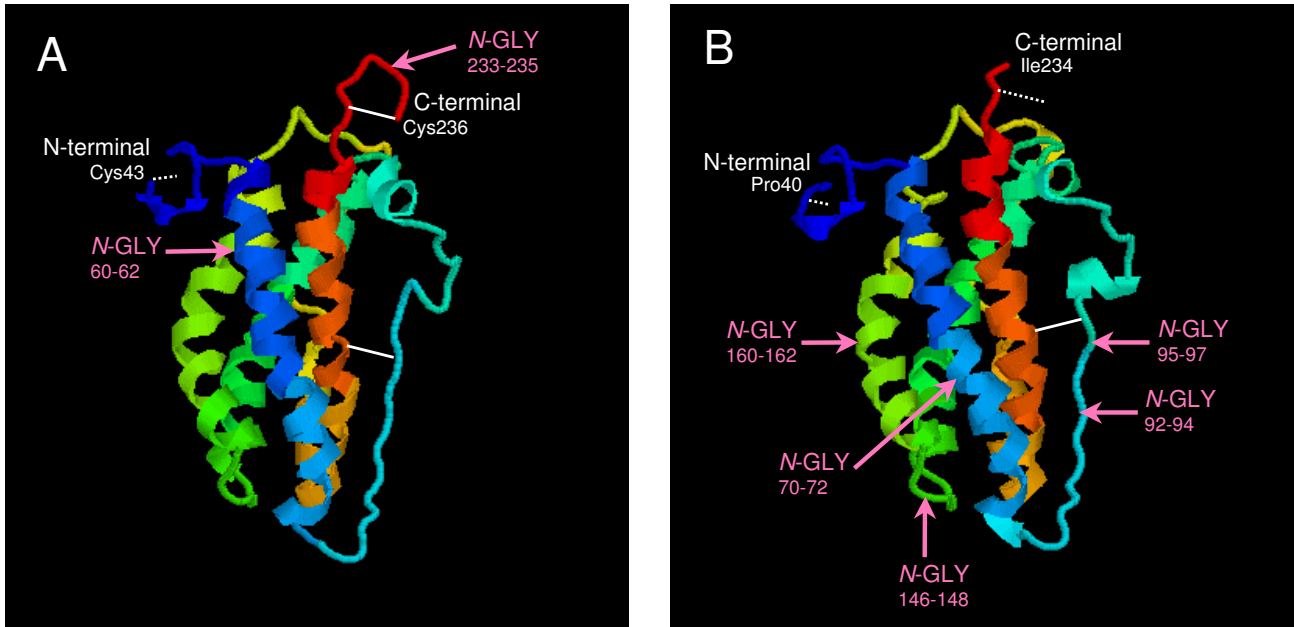 A
N-GLY
233-235
C-terminal
Cys236
N-terminal
Cys43
N-GLY
60-62
B
C-terminal
Ile234
N-terminal
Pro40
N-GLY
160-162
N-GLY
95-97
N-GLY
92-94
N-GLY
70-72
N-GLY
146-148